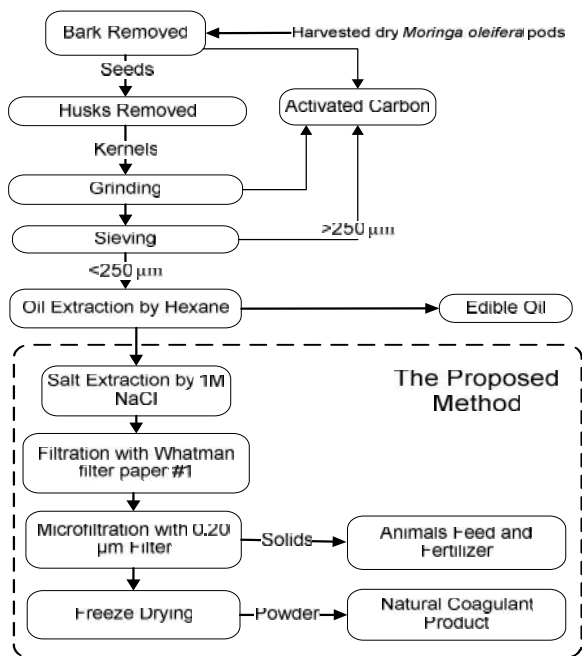 Bark Removed
Harvested dry Moringa oleifera pods
Seeds
Activated Carbon
Husks Removed
Kernels
Grinding
Sieving
>250 μm
<250 μm
Oil Extraction by Hexane
Edible Oil
The Proposed
Method
Salt Extraction by 1M
NaCl
Filtration with Whatman
filter paper #1
Microfiltration with 0.20
μm Filter
Solids
Animals Feed and
Fertilizer
Freeze Drying
Powder
Natural Coagulant
Product